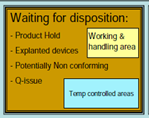 Waiting for disposition:
- Product Hold
- Explanted devices
- Potentially Non conforming
- Q-issue
Working &
handling area
Temp controlled areas